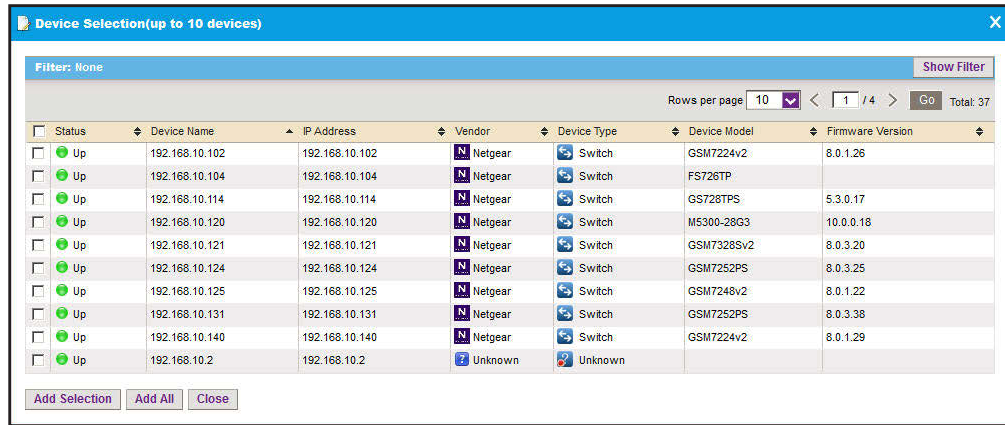 Device Selection(up to 10 devices) X
Filter: None Show Filter
Rows per page 10 < 1 / 4 > Go Total: 37
Status Device Name IP Address Vendor Device Type Device Model Firmware Version
Up 192.168.10.102 192.168.10.102 N Netgear Switch GSM7224v2 8.0.1.26
Up 192.168.10.104 192.168.10.104 N Netgear Switch FS726TP
Up 192.168.10.114 192.168.10.114 N Netgear Switch GS728TPS 5.3.0.17
Up 192.168.10.120 192.168.10.120 N Netgear Switch M5300-28G3 10.0.0.18
Up 192.168.10.121 192.168.10.121 N Netgear Switch GSM7328Sv2 8.0.3.20
Up 192.168.10.124 192.168.10.124 N Netgear Switch GSM7252PS 8.0.3.25
Up 192.168.10.125 192.168.10.125 N Netgear Switch GSM7248v2 8.0.1.22
Up 192.168.10.131 192.168.10.131 N Netgear Switch GSM7252PS 8.0.3.38
Up 192.168.10.140 192.168.10.140 N Netgear Switch GSM7224v2 8.0.1.29
Up 192.168.10.2 192.168.10.2 ? Unknown ? Unknown
Add Selection Add All Close